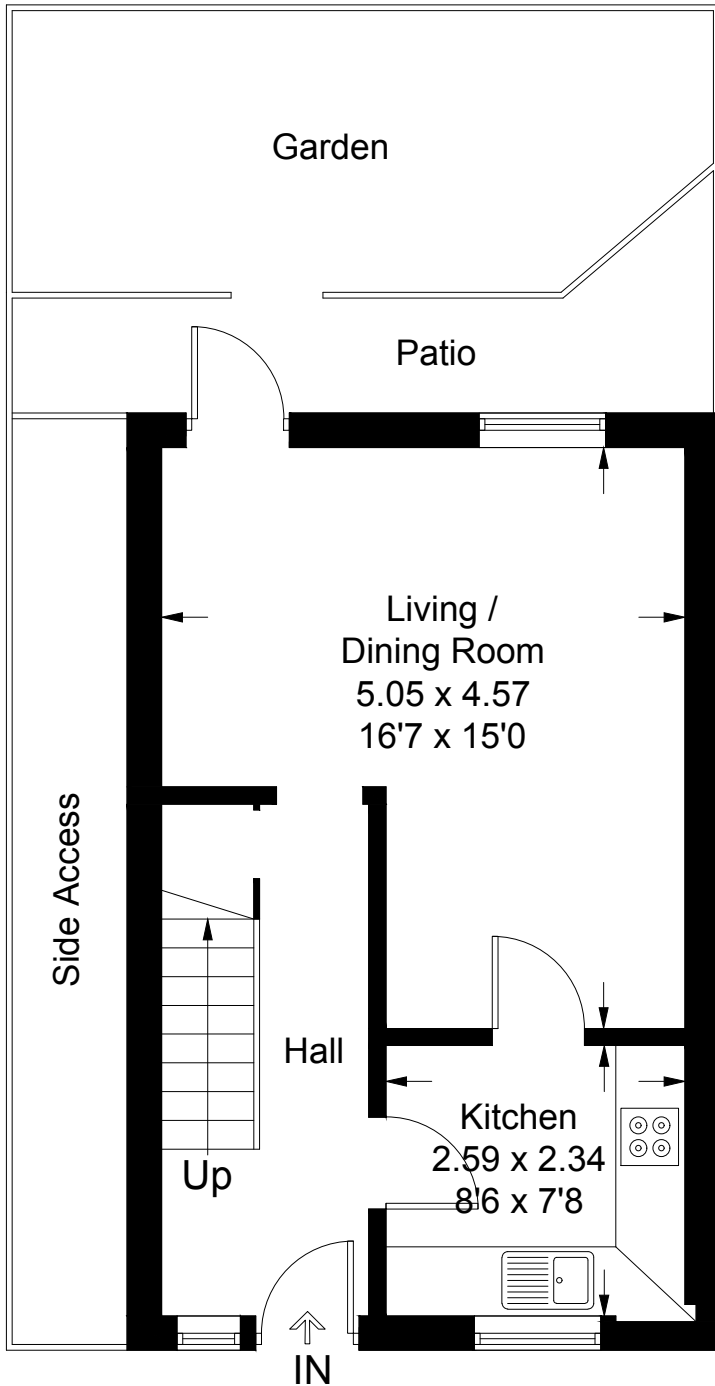 Garden
Patio
Living /
Dining Room
5.05 x 4.57
16'7 x 15'0
Side Access
Hall
Kitchen
2.59 x 2.34
8'6 x 7'8
Up
IN